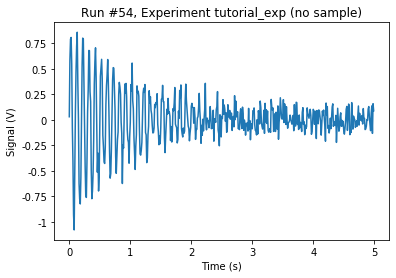 Run #54, Experiment tutorial_exp (no sample)
0.75
0.5
0.25
0
-0.25
-0.5
-0.75
-1
Signal (V)
0 1 2 3 4 5
Time (s)